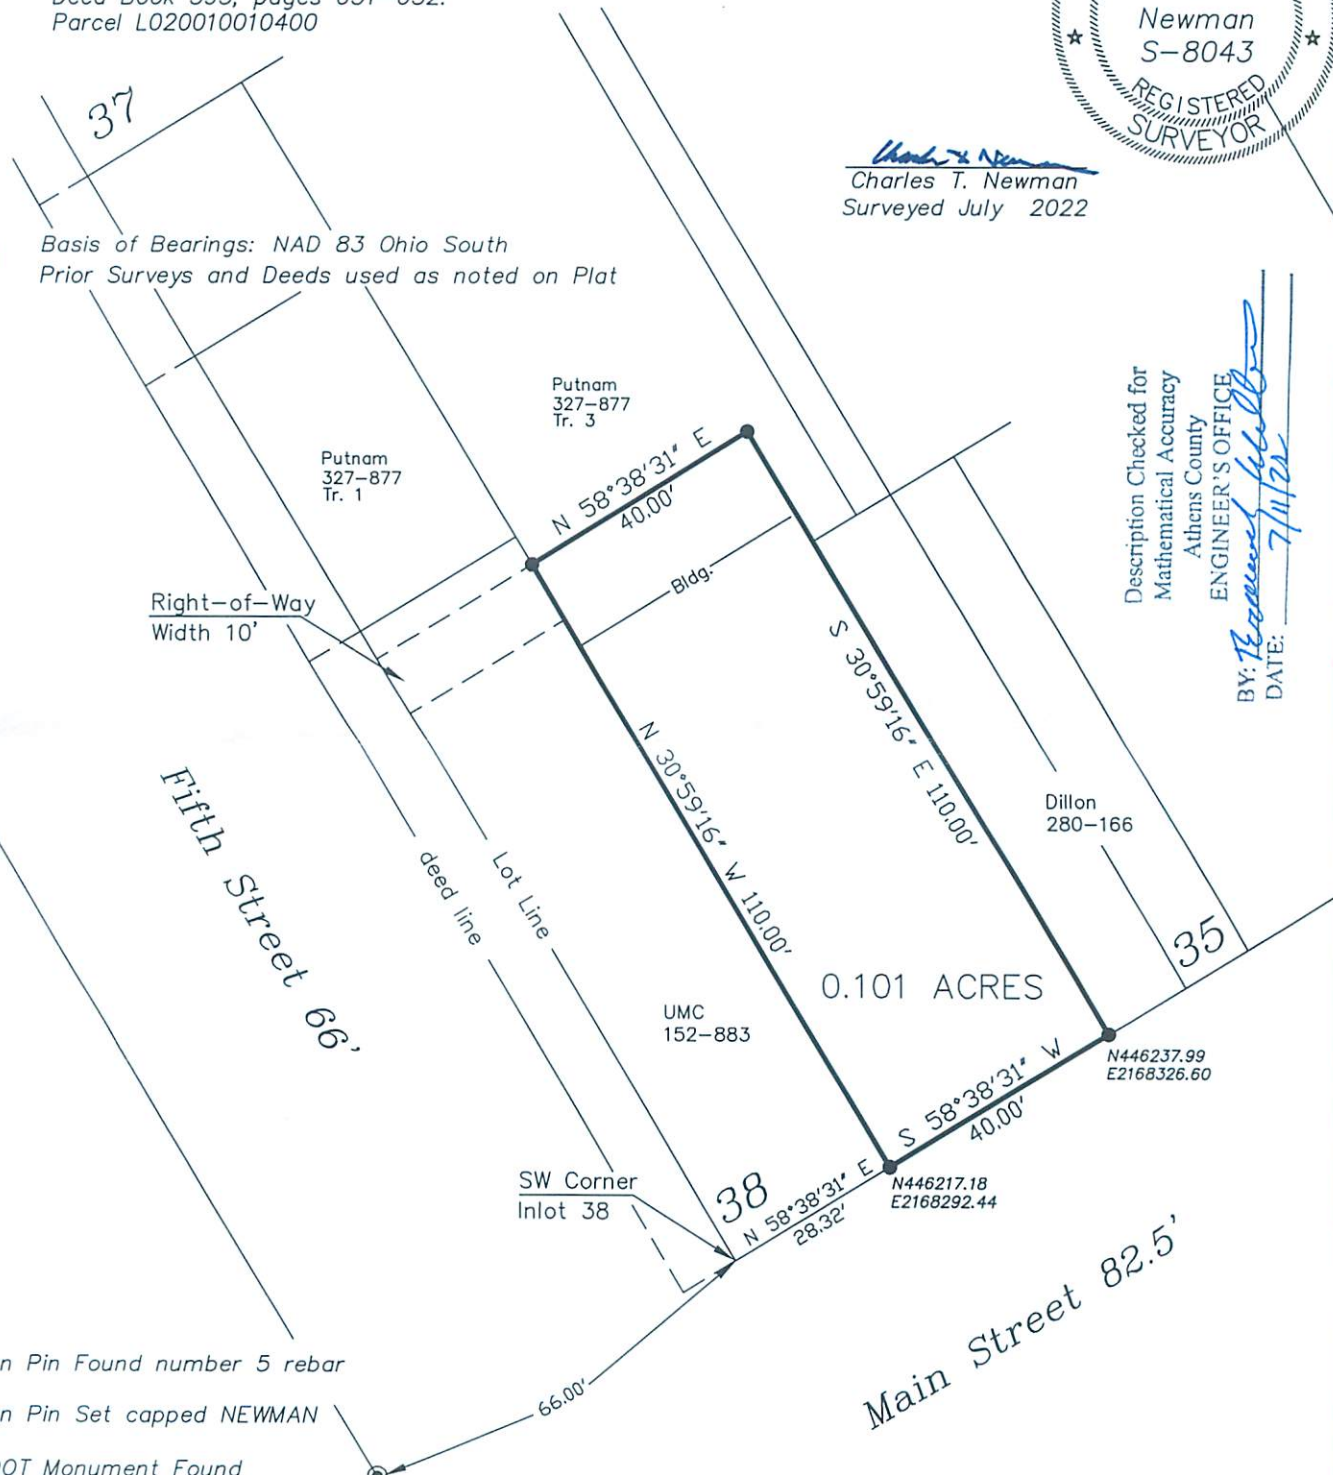 Parcel L020010010400
Newman
S-8043
REGISTERED
SURVEYOR
37
Charles T. Newman
Surveyed July 2022
Basis of Bearings: NAD 83 Ohio South
Prior Surveys and Deeds used as noted on Plat
Description Checked for
Mathematical Accuracy
Athens County
ENGINEER'S OFFICE
BY:
DATE: 7/11/22
Putnam
327-877
Tr. 3
Putnam
327-877
Tr. 1
N 58°38'31" E
40.00'
Bldg.
Right-of-Way
Width 10'
S 30°59'16" E 110.00'
N 30°59'16" W 110.00'
Dillon
280-166
Fifth Street 66'
deed line
Lot Line
35
0.101 ACRES
UMC
152-883
N446237.99
E2168326.60
S 58°38'31" W
40.00'
N446217.18
E2168292.44
SW Corner
Inlot 38
38
N 58°38'31" E
28.32'
Main Street 82.5'
66.00'
n Pin Found number 5 rebar
n Pin Set capped NEWMAN
OT Monument Found